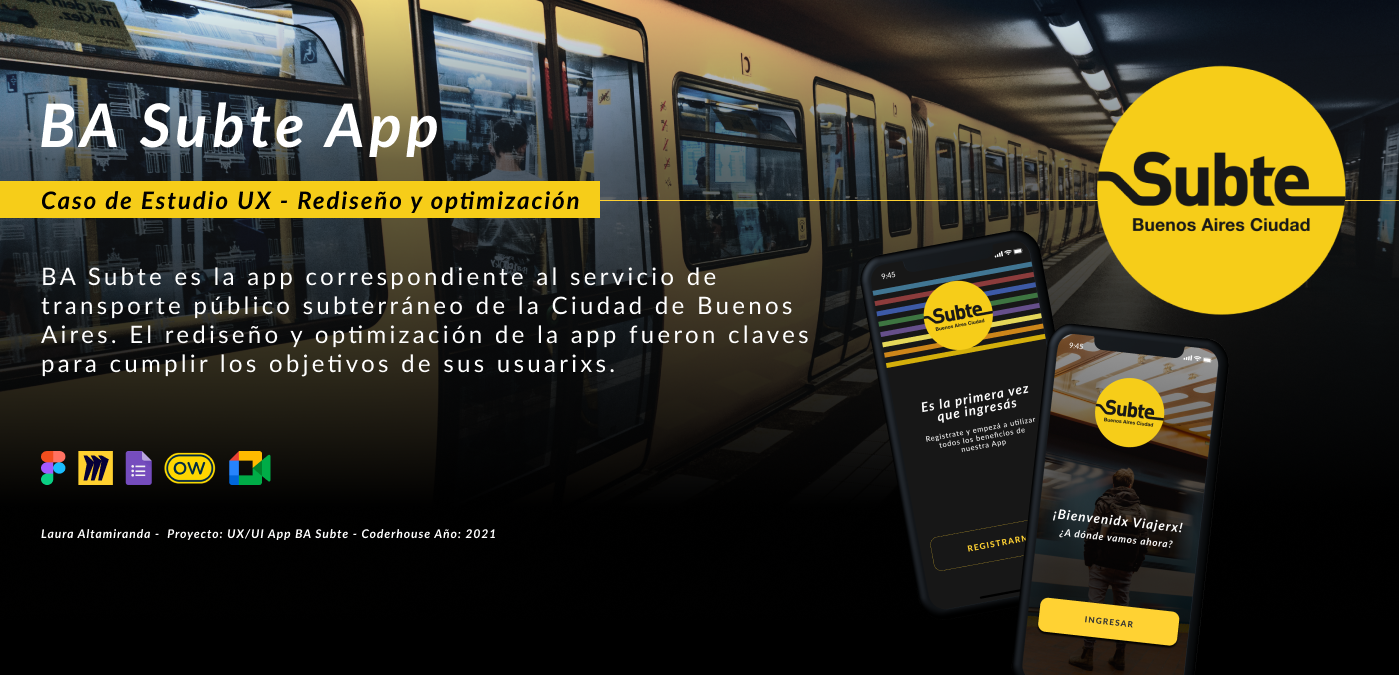 BA Subte App
Caso de Estudio UX - Rediseño y optimización
BA Subte es la app correspondiente al servicio de
transporte público subterráneo de la Ciudad de Buenos
Aires. El rediseño y optimización de la app fueron claves
para cumplir los objetivos de sus usuarixs.
OW
Laura Altamiranda - Proyecto: UX/UI App BA Subte - Coderhouse Año: 2021
Subte
Buenos Aires Ciudad
9:45
Subte
Buenos Aires Ciudad
Es la primera vez
que ingresás
Registrate y empezá a utilizar
todos los beneficios de
nuestra App
9:45
Subte
Buenos Aires Ciudad
¡Bienvenidx Viajerx!
¿A dónde vamos ahora?
INGRESAR